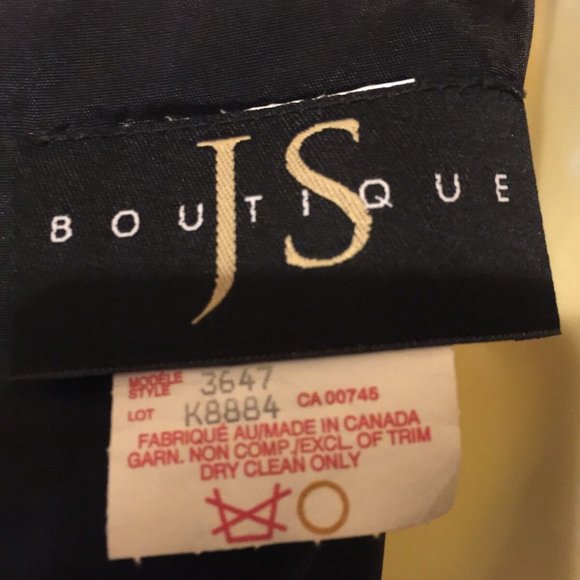 JS
BOUTIQUE
MODÈLE
STYLE 3647
LOT K8884 CA 00745
FABRIQUÉ AU/MADE IN CANADA
GARN. NON COMP./EXCL. OF TRIM
DRY CLEAN ONLY